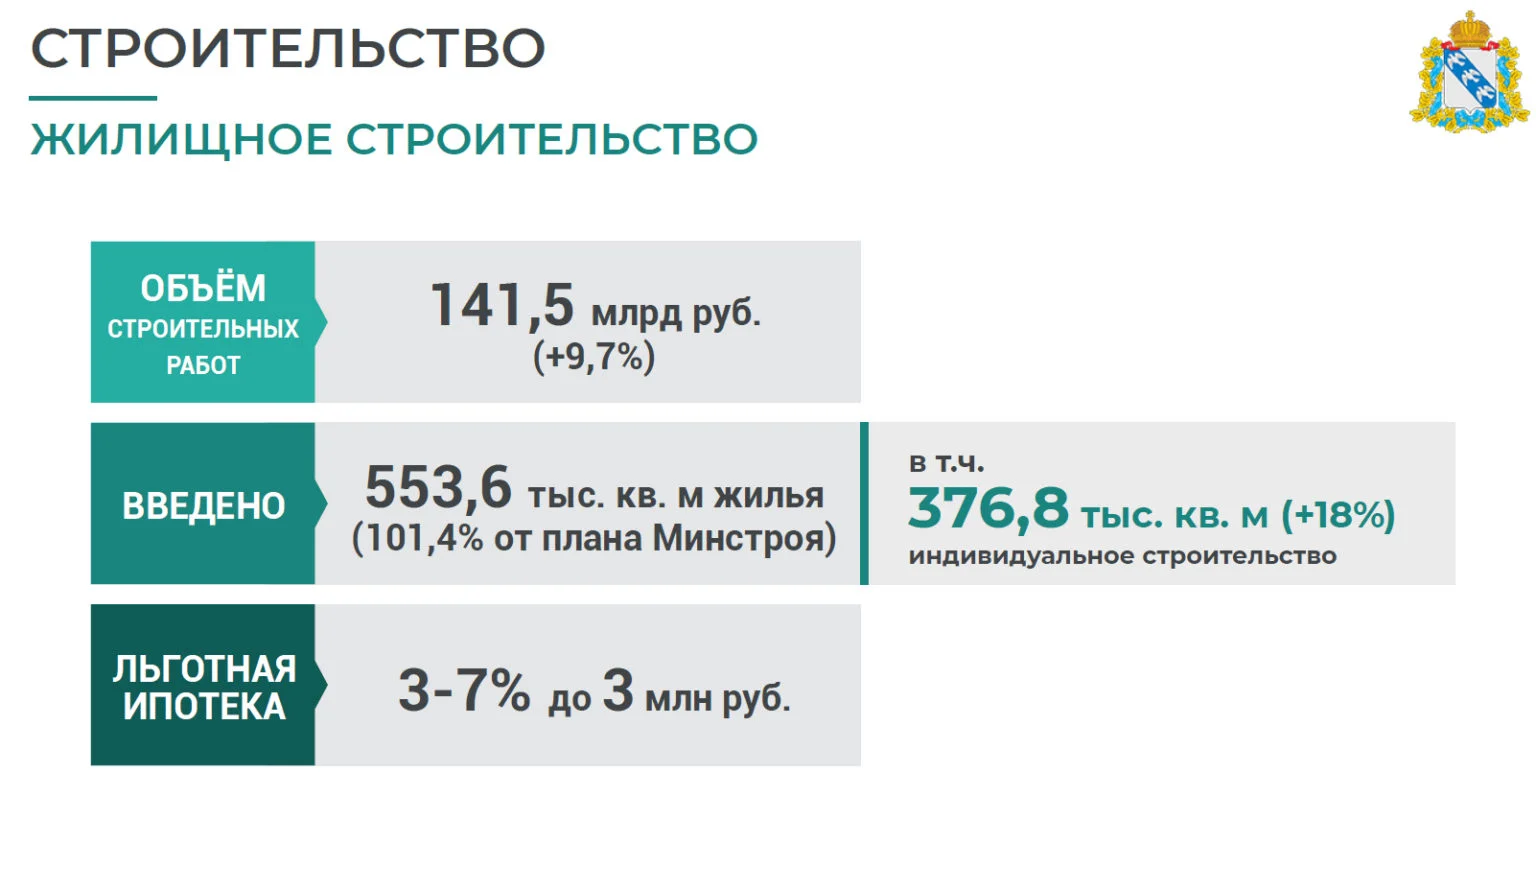 СТРОИТЕЛЬСТВО
ЖИЛИЩНОЕ СТРОИТЕЛЬСТВО
ОБЪЁМ
СТРОИТЕЛЬНЫХ
РАБОТ
141,5 млрд руб.
(+9,7%)
ВВЕДЕНО
553,6 тыс. кв. м жилья
(101,4% от плана Минстроя)
в т.ч.
376,8 тыс. кв. м (+18%)
индивидуальное строительство
ЛЬГОТНАЯ
ИПОТЕКА
3-7% до 3 млн руб.